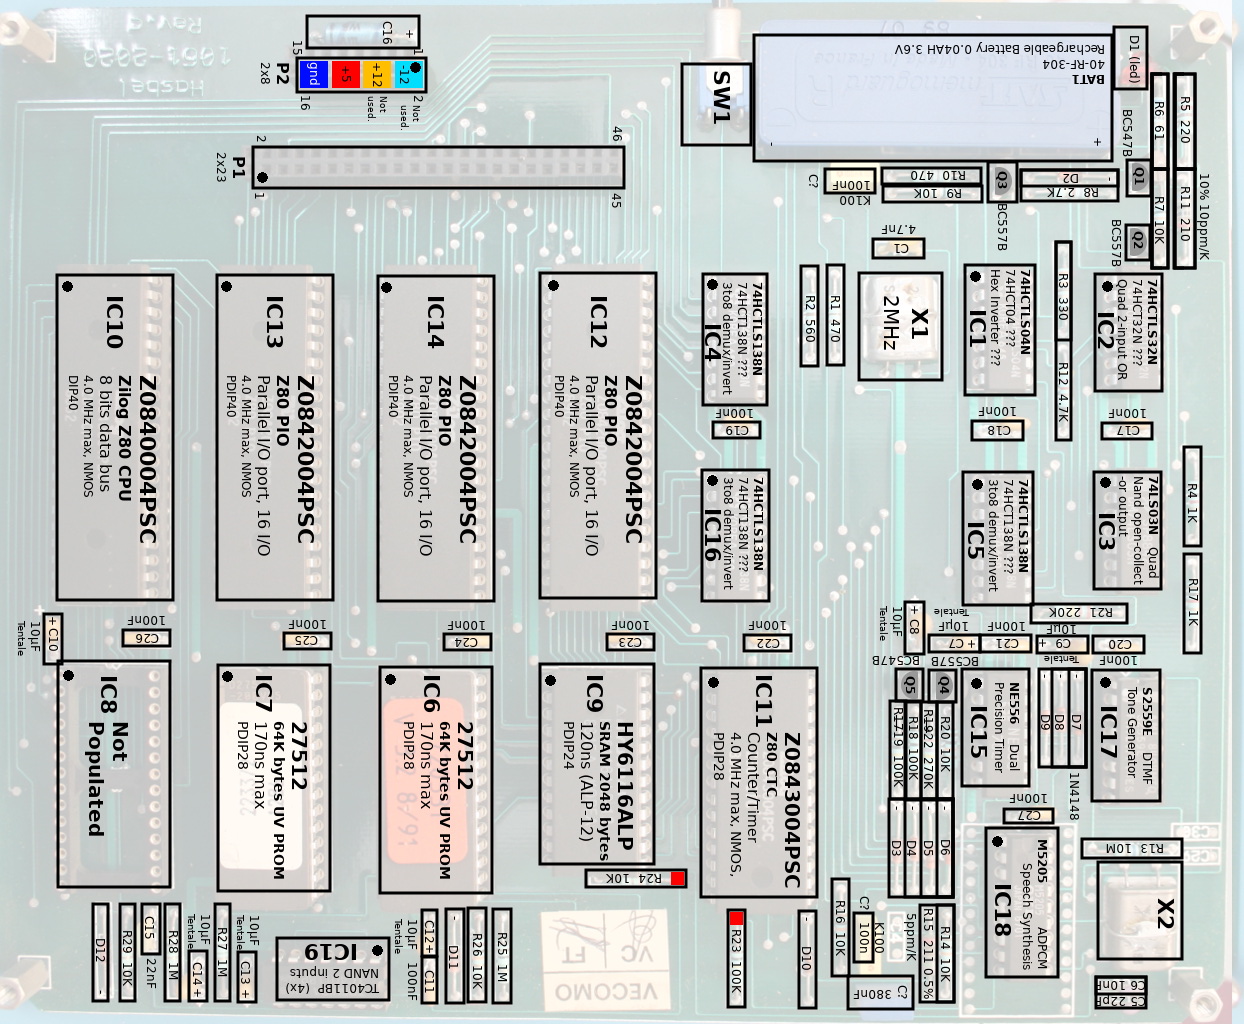 Hasbel
Rev.a
C16 +
15
1
P2
2x8
gnd
+5
+12
-12
16
Not used.
2 Not used.
SW1
Rechargeable Battery 0.04AH 3.6V
40-RF-304
BAT1
-
+
D1 (led)
R6 61
R5 220
BC547B
P1
2x23
2
46
1
45
C?
100nF
K100
R10 470
R9 10K
Q3
BC557B
D2 -
R8 2.7K
Q1
R7 10K
R11 210
10% 10ppm/K
Q2
BC557B
4.7nF
C1
IC10
Z0840004PSC
Zilog Z80 CPU
8 bits data bus
4.0 MHz max, NMOS
DIP40
IC13
Z0842004PSC
Z80 PIO
Parallel I/O port, 16 I/O
4.0 MHz max, NMOS
PDIP40
IC14
Z0842004PSC
Z80 PIO
Parallel I/O port, 16 I/O
4.0 MHz max, NMOS
PDIP40
IC12
Z0842004PSC
Z80 PIO
Parallel I/O port, 16 I/O
4.0 MHz max, NMOS
PDIP40
74HCTLS138N
74HCT138N ???
3to8 demux/invert
IC4
R2 560
R1 470
X1
2MHz
74HCTLS04N
74HCT04 ???
Hex Inverter ???
IC1
R3 330
R12 4.7K
74HCTLS32N
74HCT32N ???
Quad 2-input OR
IC2
100nF
C19
100nF
C18
100nF
C17
74HCTLS138N
74HCT138N ???
3to8 demux/invert
IC16
74HCTLS138N
74HCT138N ???
3to8 demux/invert
IC5
74LS03N Quad
Nand open-collect
-or output
IC3
R4 1K
R17 1K
+ C10
10µF
Tentale
100nF
C26
100nF
C25
100nF
C24
100nF
C23
100nF
C22
+ C8
10µF
Tentale
Tentale
10µF
C7 +
100nF
C21
R21 220K
10µF
C9 +
Tentale
C20
100nF
BC547B
BC557B
IC8 Not Populated
IC7
27512
64K bytes UV PROM
170ns max
PDIP28
IC6
27512
64K bytes UV PROM
170ns max
PDIP28
IC9
HY6116ALP
SRAM 2048 bytes
120ns (ALP-12)
PDIP24
IC11
Z0843004PSC
Z80 CTC
Counter/Timer
4.0 MHz max, NMOS,
PDIP28
Q5
Q4
R1719 100K
R18 100K
R1922 270K
R20 10K
D3 -
D4 -
D5 -
D6 -
NE556 Dual
Precision Timer
IC15
D9
D8
D7
1N4148
S2559E DTMF
Tone Generator
IC17
100nF
C27
M5205 ADPCM
Speech Synthesis
IC18
R13 10M
X2
R24 10K
R23 100K
D10 -
R16 10K
C?
100n
K100
5ppm/K
R15 211 0.5%
R14 10K
380nF C?
C6 10nF
C5 22pF
D12 -
R29 10K
C15
22nF
R28 1M
10µF
Tentale
C14 +
R27 1M
10µF
Tentale
C13 +
IC19
NAND 2 inputs
TC4011BP (4x)
10µF
Tentale
C12+
100nF
C11
D11 -
R26 10K
R25 1M
VC
FT
VECOMO